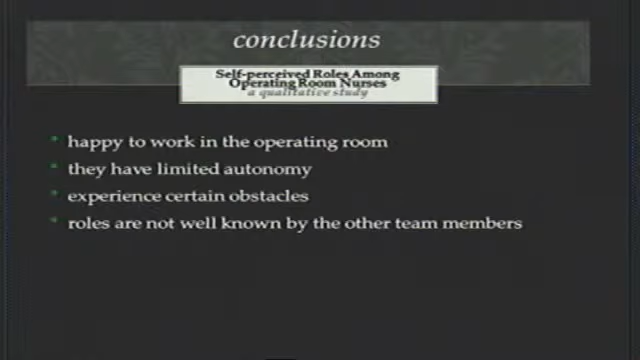 conclusions
Self-perceived Roles Among
Operating Room Nurses
a qualitative study
happy to work in the operating room
they have limited autonomy
experience certain obstacles
roles are not well known by the other team members